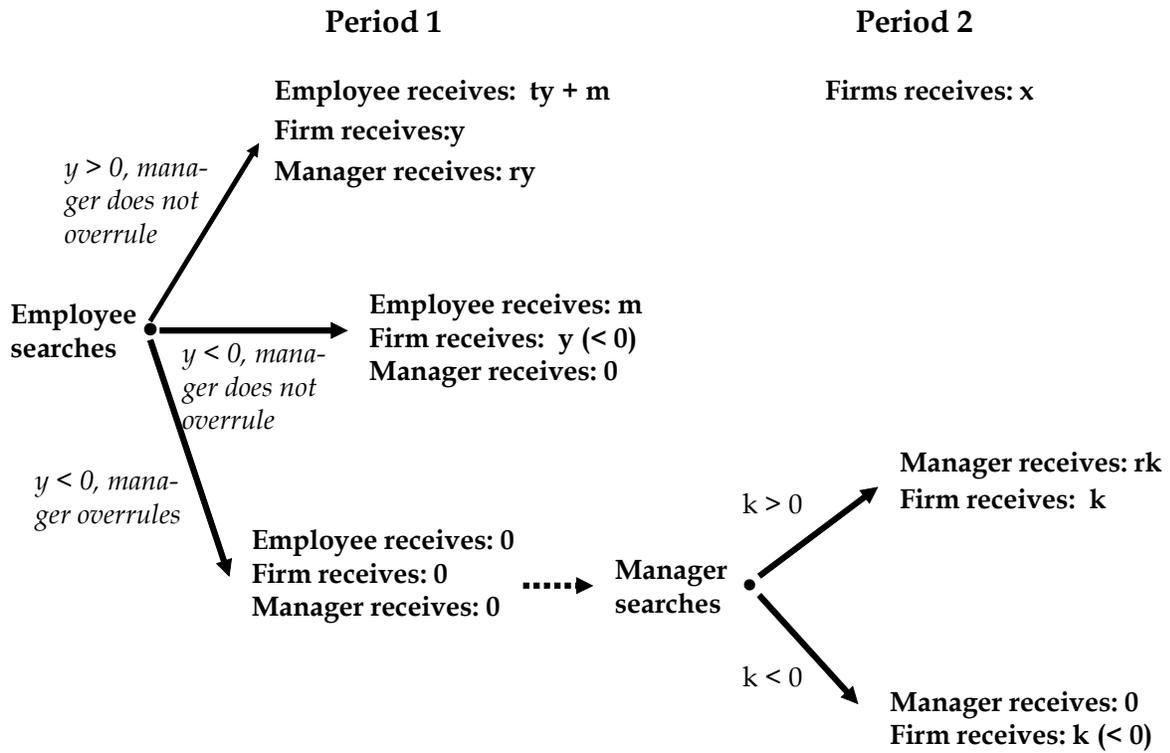 Period 1
Period 2
Employee receives: ty + m
Firms receives: x
Firm receives:y
Manager receives: ry
y > 0, mana-
ger does not
overrule
Employee
searches
Employee receives: m
Firm receives: y (< 0)
Manager receives: 0
y < 0, mana-
ger does not
overrule
y < 0, mana-
ger overrules
Employee receives: 0
Firm receives: 0
Manager receives: 0
Manager
searches
k > 0
Manager receives: rk
Firm receives: k
k < 0
Manager receives: 0
Firm receives: k (< 0)